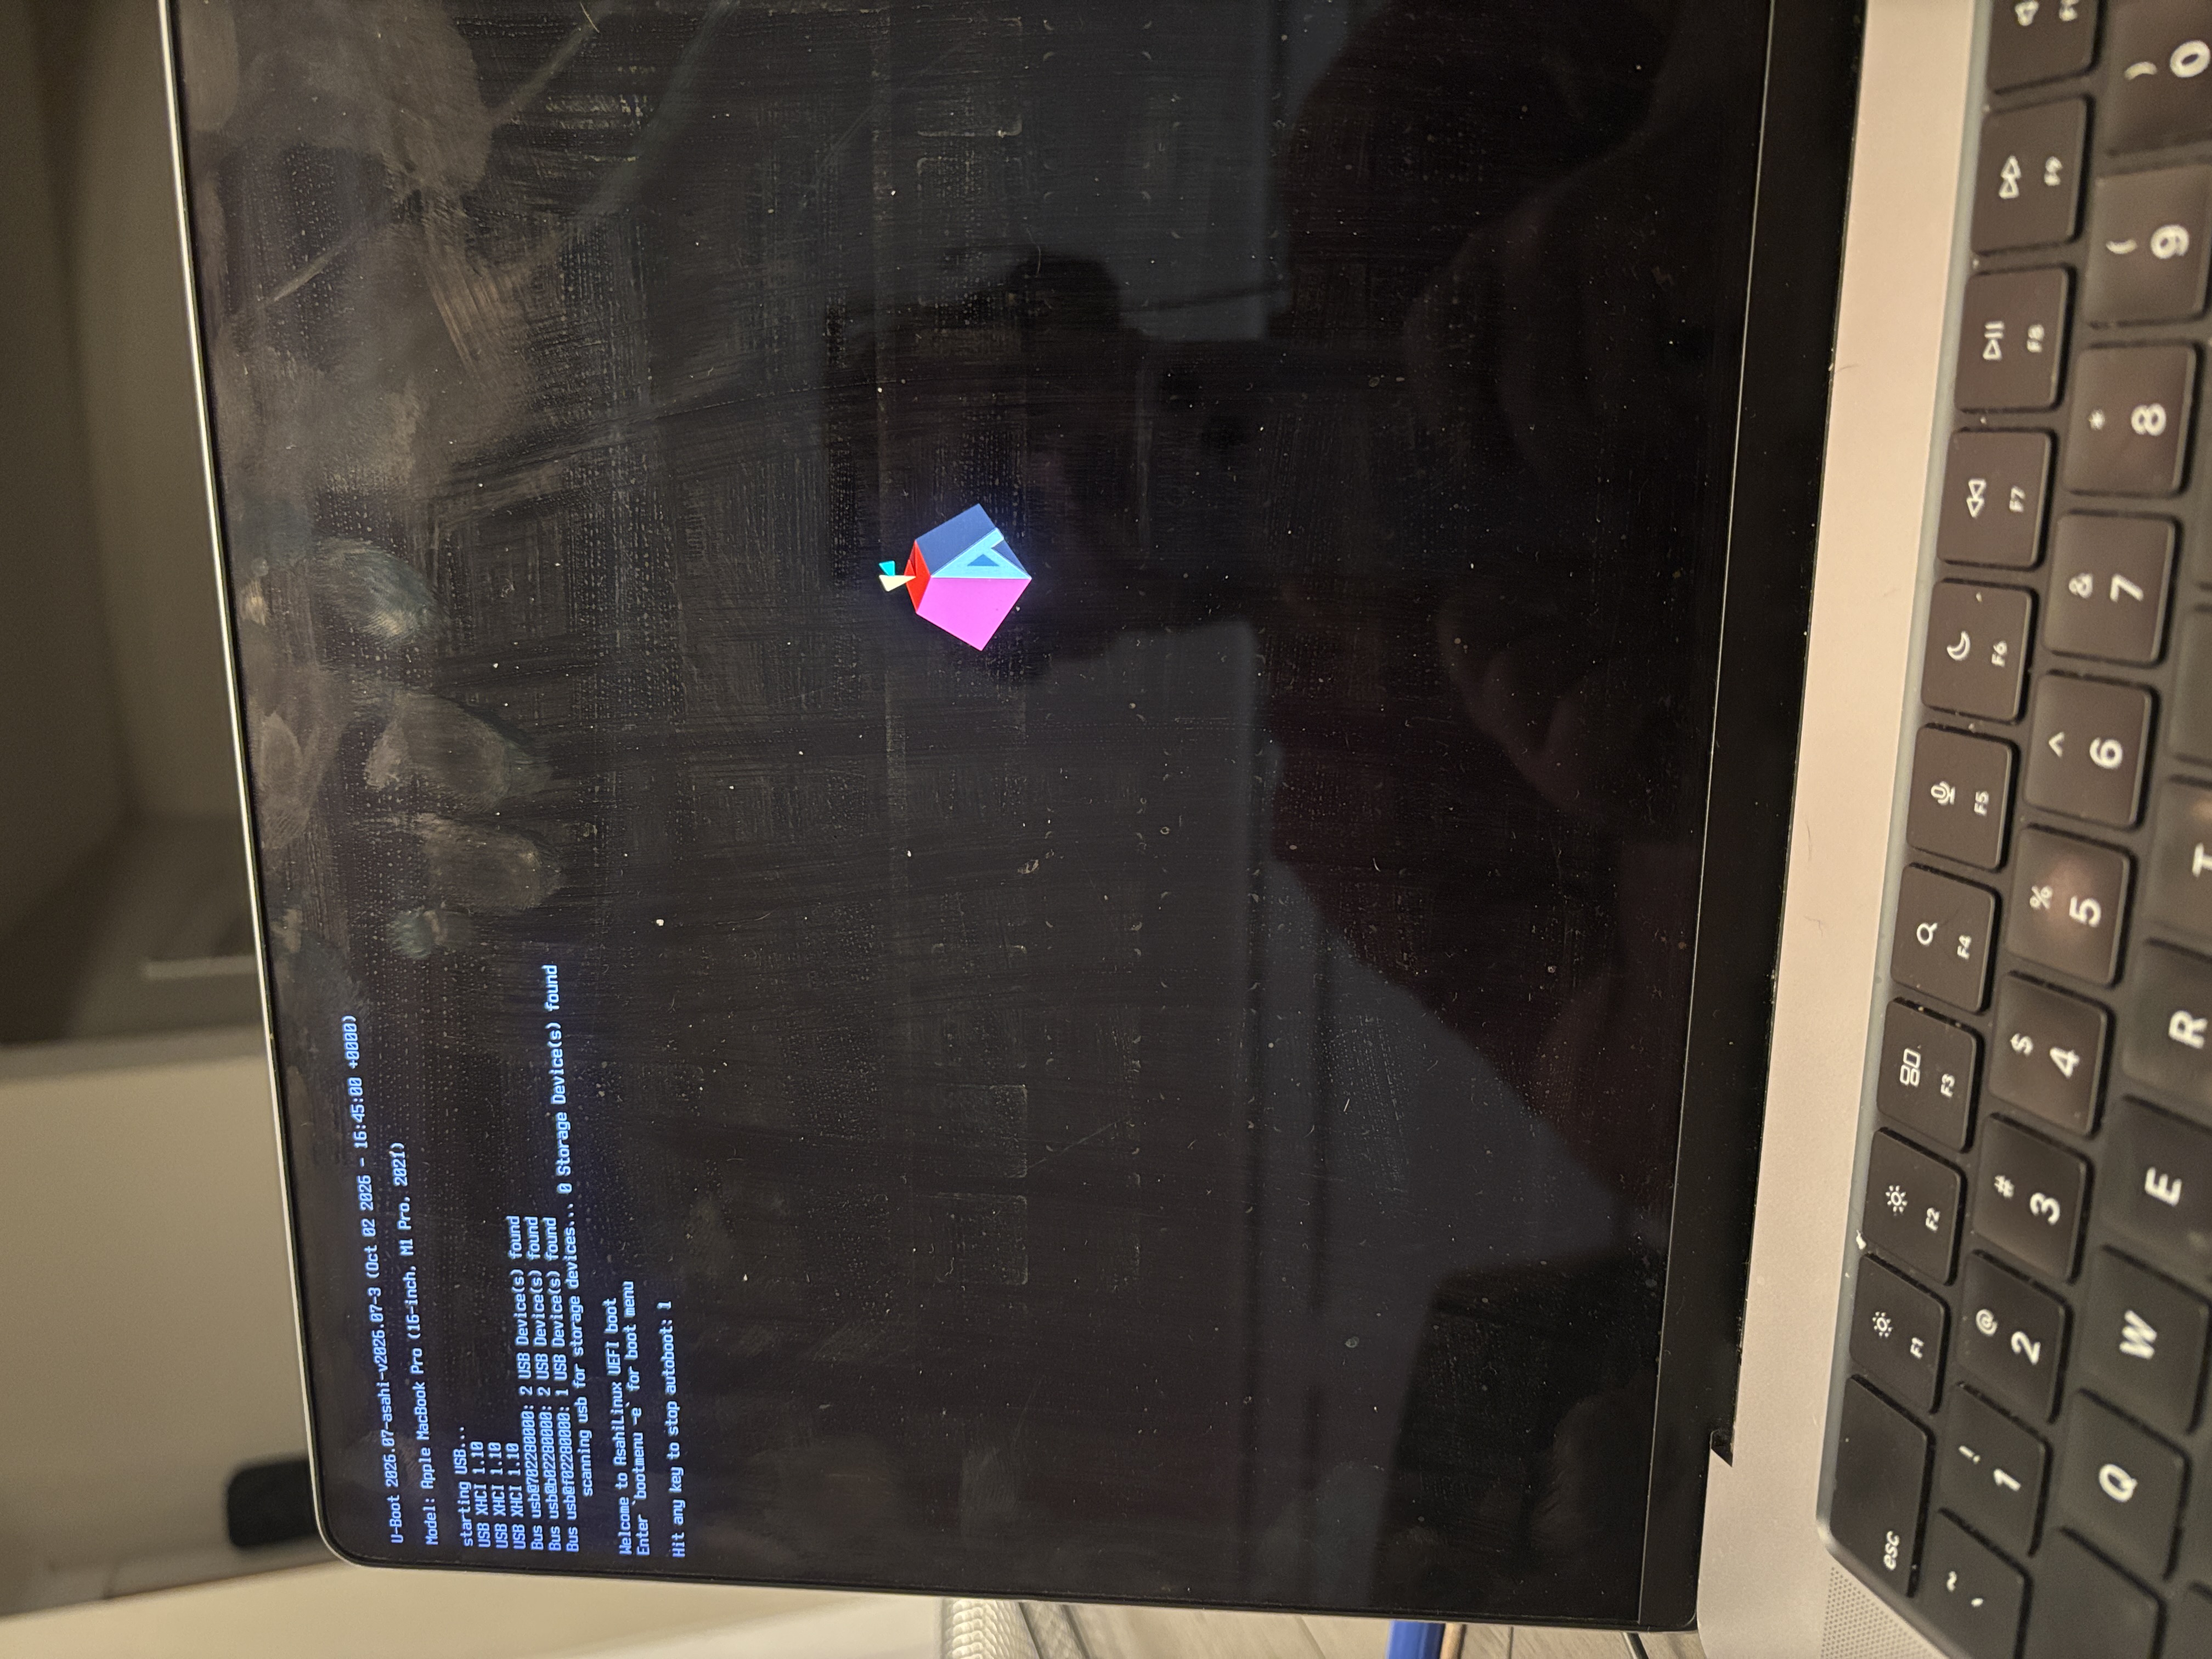 U-Boot 2026.07-asahi-v2026.07-3 (Oct 02 2026 - 16:45:00 +0000)
Model: Apple MacBook Pro (16-inch, M1 Pro, 2021)
starting USB...
USB XHCI 1.10
USB XHCI 1.10
USB XHCI 1.10
Bus usb@702280000: 2 USB Device(s) found
Bus usb@b02280000: 2 USB Device(s) found
Bus usb@f02280000: 1 USB Device(s) found
scanning usb for storage devices... 0 Storage Device(s) found
Welcome to AsahiLinux UEFI boot
Enter `bootmenu -e` for boot menu
Hit any key to stop autoboot: 1
esc F1 F2 F3 F4 F5 F6 F7 F8 F9
~ ! @ # $ % ^ & * ( )
` 1 2 3 4 5 6 7 8 9 0
Q W E R T